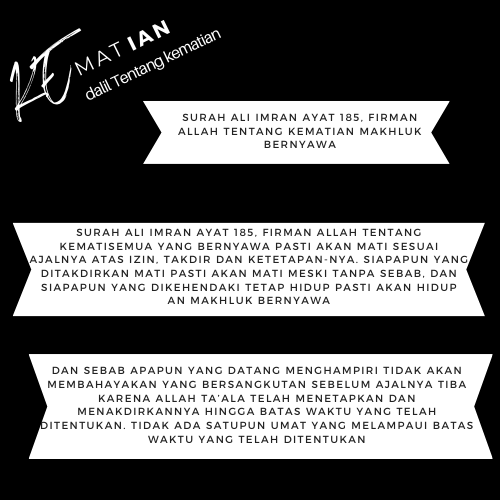 KEMATIAN
dalil Tentang kematian
SURAH ALI IMRAN AYAT 185, FIRMAN
ALLAH TENTANG KEMATIAN MAKHLUK
BERNYAWA
SURAH ALI IMRAN AYAT 185, FIRMAN ALLAH TENTANG
KEMATISEMUA YANG BERNYAWA PASTI AKAN MATI SESUAI
AJALNYA ATAS IZIN, TAKDIR DAN KETETAPAN-NYA. SIAPAPUN YANG
DITAKDIRKAN MATI PASTI AKAN MATI MESKI TANPA SEBAB, DAN
SIAPAPUN YANG DIKEHENDAKI TETAP HIDUP PASTI AKAN HIDUP
AN MAKHLUK BERNYAWA
DAN SEBAB APAPUN YANG DATANG MENGHAMPIRI TIDAK AKAN
MEMBAHAYAKAN YANG BERSANGKUTAN SEBELUM AJALNYA TIBA
KARENA ALLAH TA'ALA TELAH MENETAPKAN DAN
MENAKDIRKANNYA HINGGA BATAS WAKTU YANG TELAH
DITENTUKAN. TIDAK ADA SATUPUN UMAT YANG MELAMPAUI BATAS
WAKTU YANG TELAH DITENTUKAN